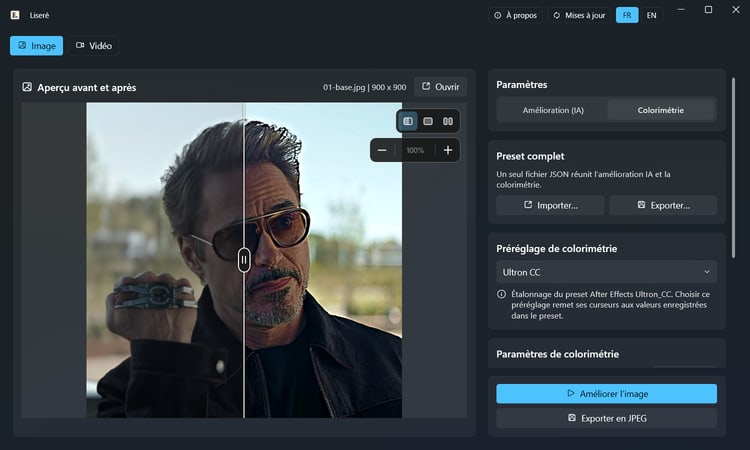 Liseré
À propos
Mises à jour
FR
EN
Image
Vidéo
Aperçu avant et après
01-base.jpg | 900 x 900
Ouvrir
100%
Paramètres
Amélioration (IA)
Colorimétrie
Preset complet
Un seul fichier JSON réunit l'amélioration IA et la
colorimétrie.
Importer...
Exporter...
Préréglage de colorimétrie
Ultron CC
Étalonnage du preset After Effects Ultron_CC. Choisir ce
préréglage remet ses curseurs aux valeurs enregistrées
dans le preset.
Paramètres de colorimétrie
Améliorer l'image
Exporter en JPEG